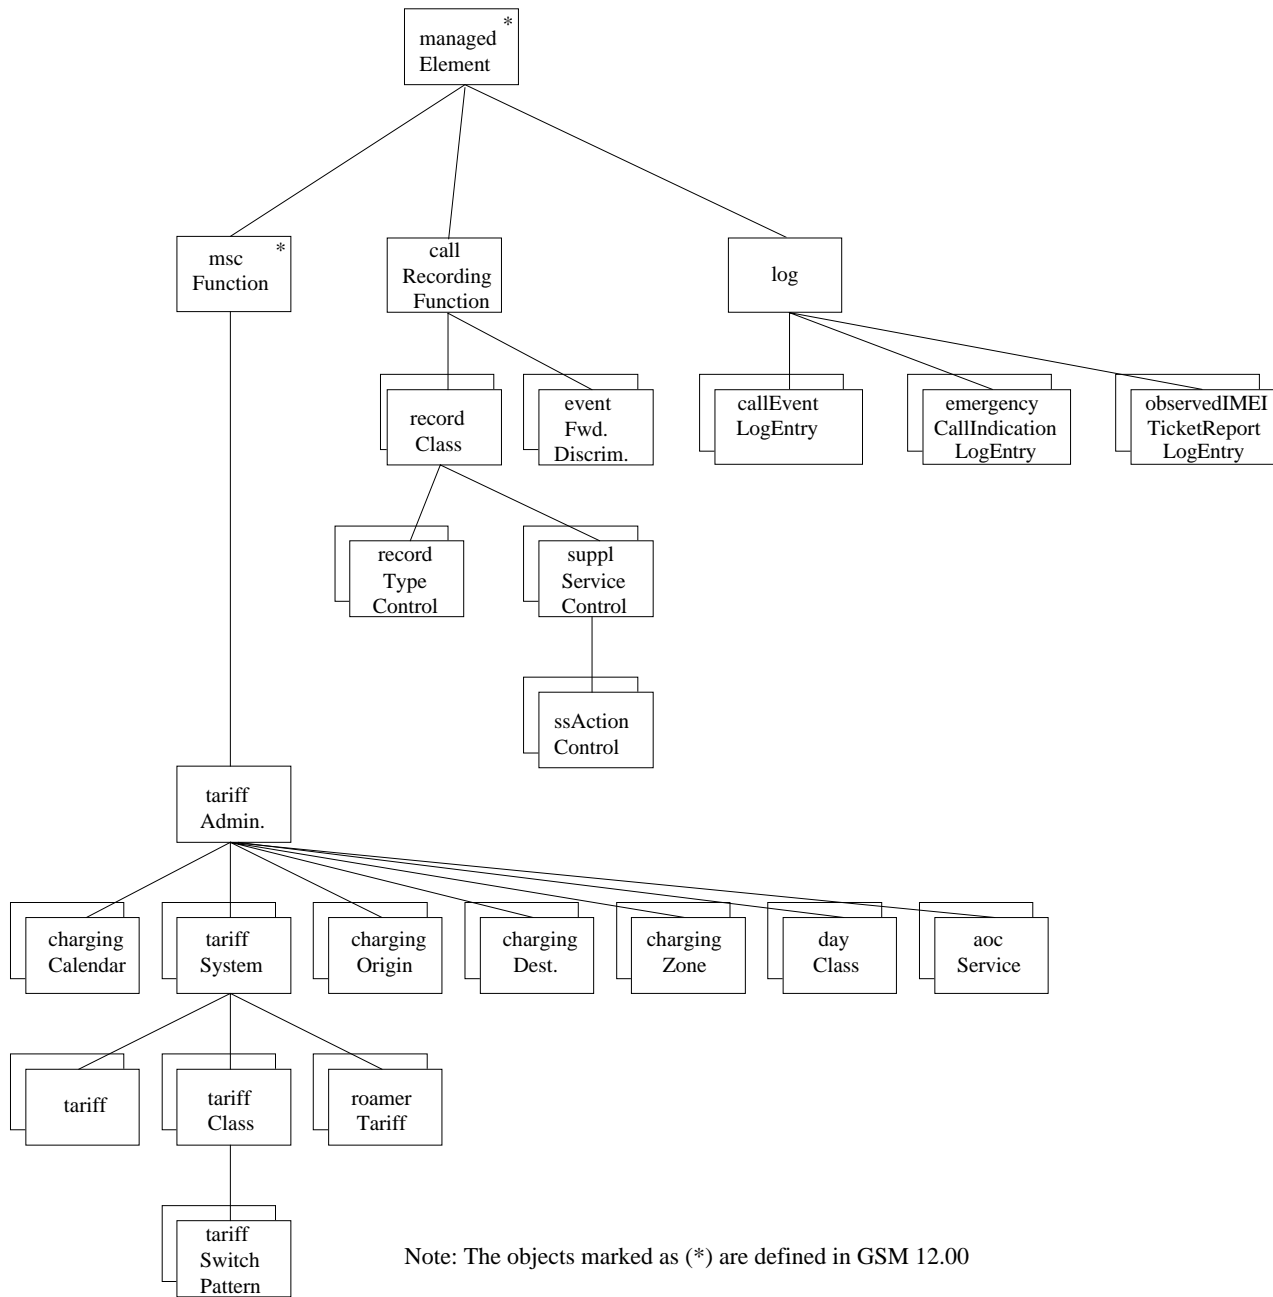 *
managed
Element
*
msc
Function
call
Recording
Function
log
record
Class
event
Fwd.
Discrim.
callEvent
LogEntry
emergency
CallIndication
LogEntry
observedIMEI
TicketReport
LogEntry
record
Type
Control
suppl
Service
Control
ssAction
Control
tariff
Admin.
charging
Calendar
tariff
System
charging
Origin
charging
Dest.
charging
Zone
day
Class
aoc
Service
tariff
tariff
Class
roamer
Tariff
tariff
Switch
Pattern
Note: The objects marked as (*) are defined in GSM 12.00